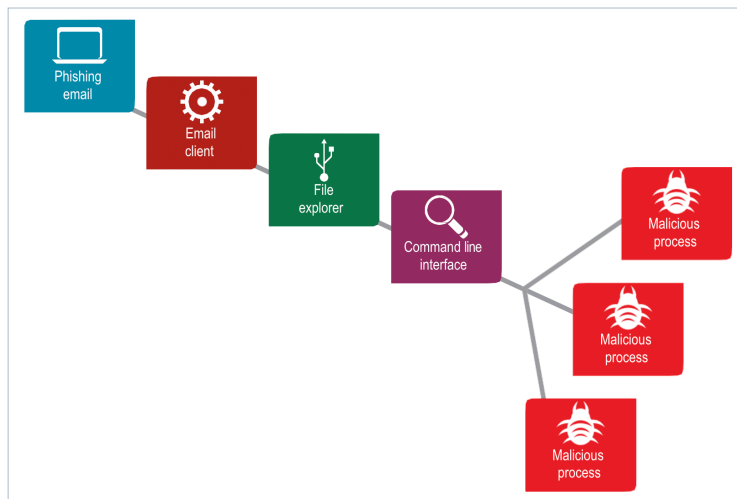 Phishing
email
Email
client
File
explorer
Command line
interface
Malicious
process
Malicious
process
Malicious
process